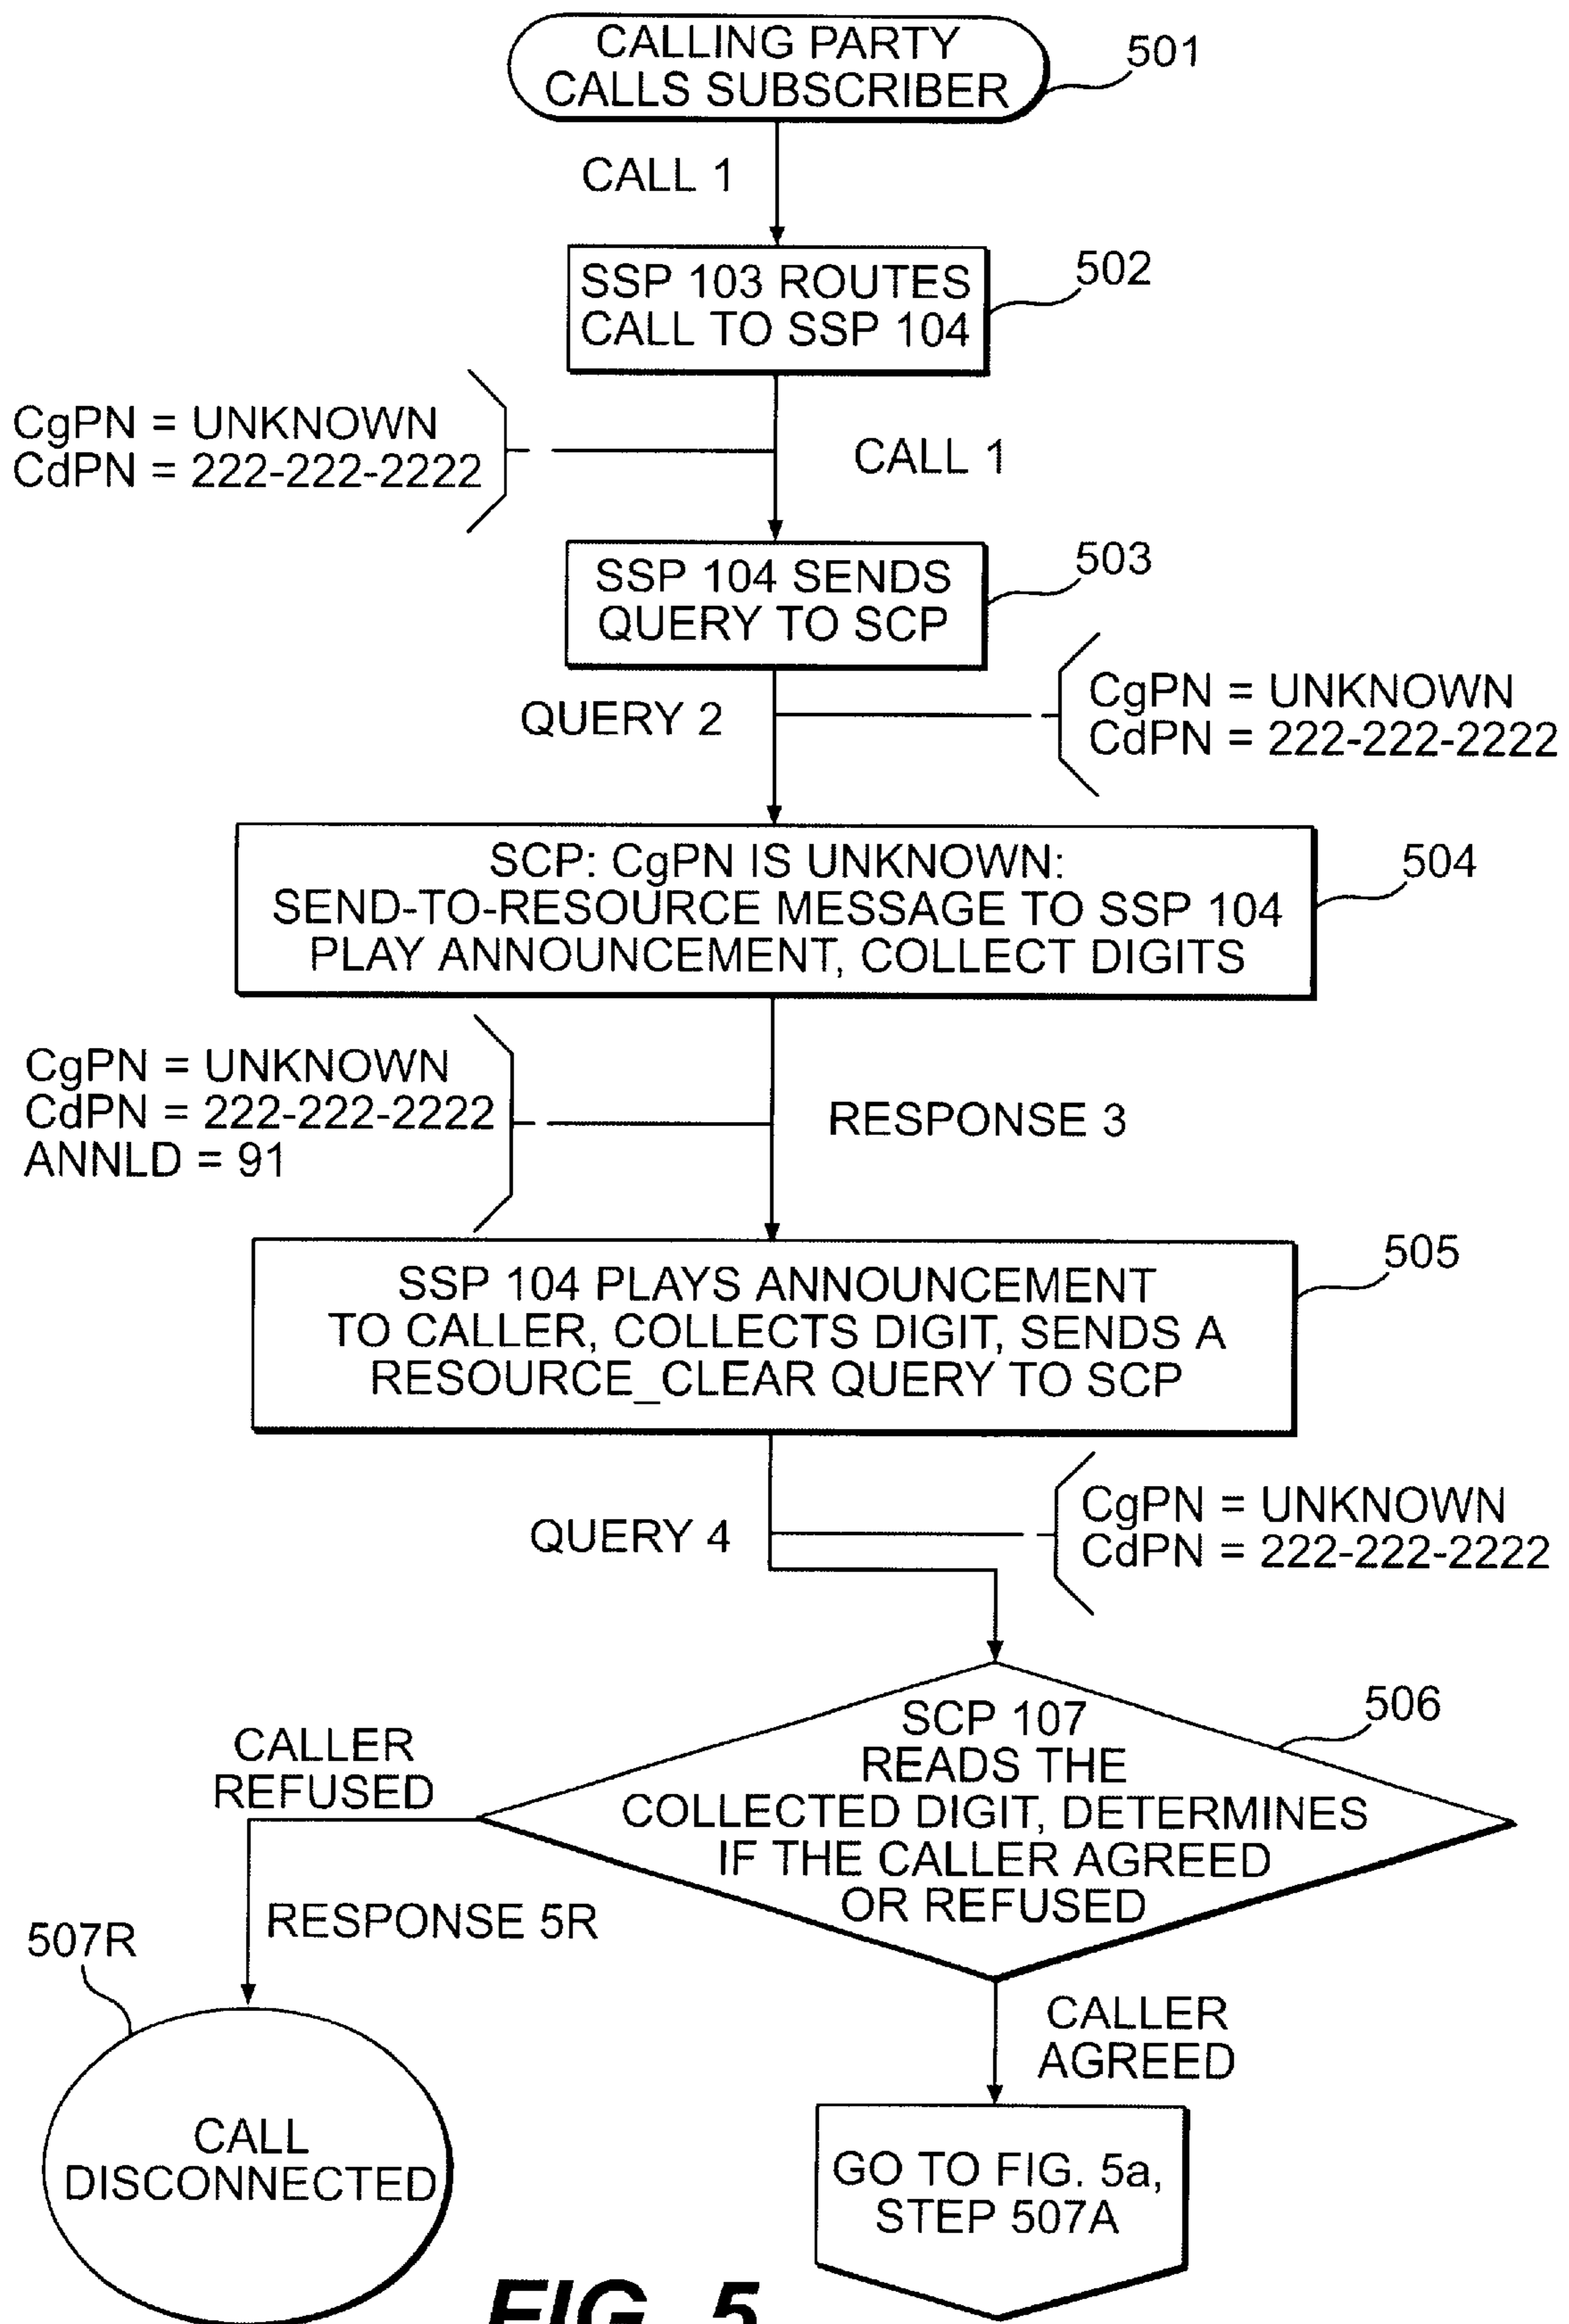 CALLING PARTY
CALLS SUBSCRIBER
501
CALL 1
SSP 103 ROUTES
CALL TO SSP 104
502
CgPN = UNKNOWN
CdPN = 222-222-2222
CALL 1
SSP 104 SENDS
QUERY TO SCP
503
QUERY 2
CgPN = UNKNOWN
CdPN = 222-222-2222
SCP: CgPN IS UNKNOWN:
SEND-TO-RESOURCE MESSAGE TO SSP 104
PLAY ANNOUNCEMENT, COLLECT DIGITS
504
CgPN = UNKNOWN
CdPN = 222-222-2222
ANNLD = 91
RESPONSE 3
SSP 104 PLAYS ANNOUNCEMENT
TO CALLER, COLLECTS DIGIT, SENDS A
RESOURCE_CLEAR QUERY TO SCP
505
QUERY 4
CgPN = UNKNOWN
CdPN = 222-222-2222
SCP 107
READS THE
COLLECTED DIGIT, DETERMINES
IF THE CALLER AGREED
OR REFUSED
506
CALLER
REFUSED
RESPONSE 5R
507R
CALL
DISCONNECTED
CALLER
AGREED
GO TO FIG. 5a,
STEP 507A
FIG. 5